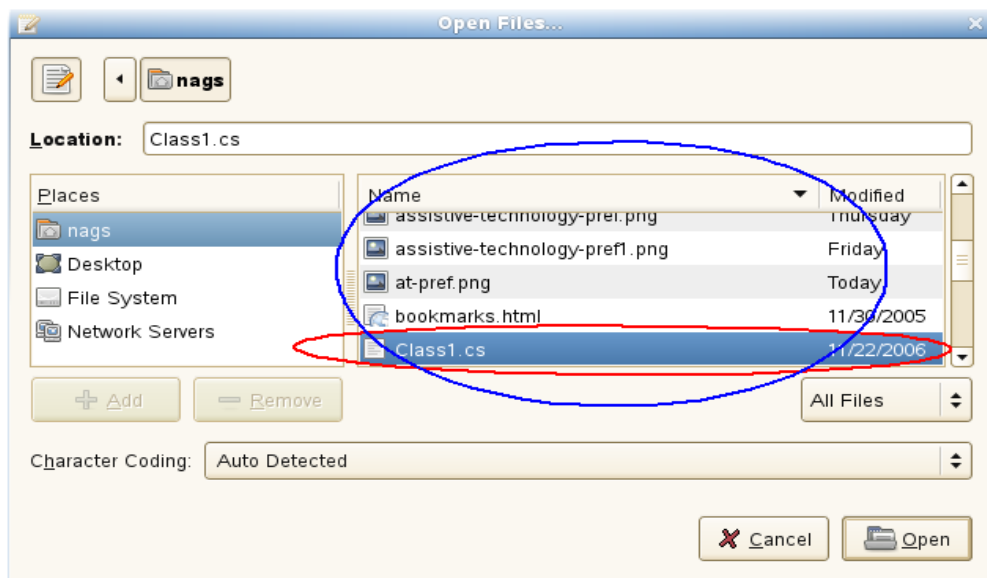 Open Files...
nags
Location: Class1.cs
Places
nags
Desktop
File System
Network Servers
Name Modified
assistive-technology-pref.png Thursday
assistive-technology-pref1.png Friday
at-pref.png Today
bookmarks.html 11/30/2005
Class1.cs 11/22/2006
Add Remove
All Files
Character Coding: Auto Detected
Cancel Open